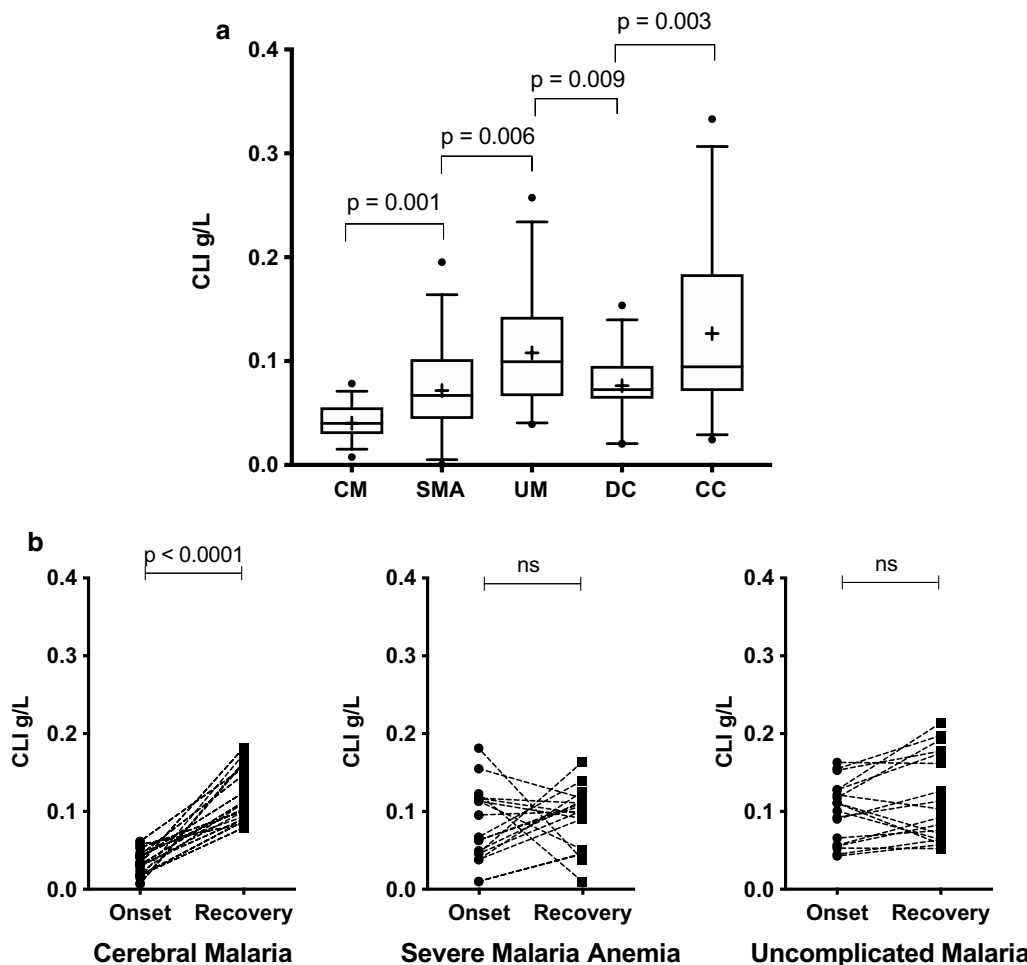 a
p = 0.003
p = 0.009
p = 0.006
p = 0.001
CLI g/L
0.4
0.3
0.2
0.1
0.0
CM SMA UM DC CC
b
p < 0.0001
CLI g/L
0.4
0.3
0.2
0.1
0.0
Onset Recovery
Cerebral Malaria
ns
CLI g/L
0.4
0.3
0.2
0.1
0.0
Onset Recovery
Severe Malaria Anemia
ns
CLI g/L
0.4
0.3
0.2
0.1
0.0
Onset Recovery
Uncomplicated Malaria